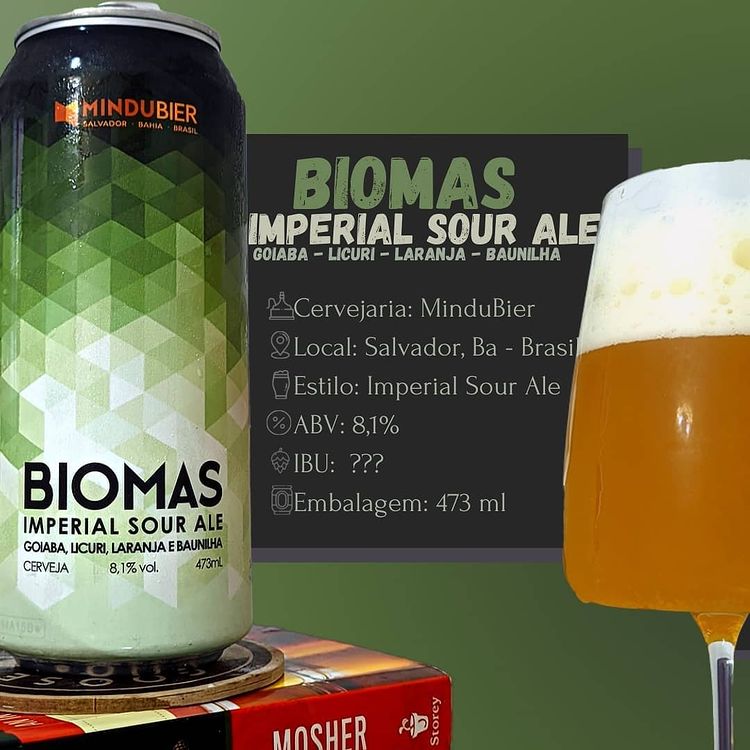 MINDUBIER
SALVADOR · BAHIA · BRASIL
BIOMAS
IMPERIAL SOUR ALE
GOIABA, LICURI, LARANJA E BAUNILHA
CERVEJA 8,1% vol. 473mL
BIOMAS
IMPERIAL SOUR ALE
GOIABA - LICURI - LARANJA - BAUNILHA
Cervejaria: MinduBier
Local: Salvador, Ba - Brasil
Estilo: Imperial Sour Ale
ABV: 8,1%
IBU: ???
Embalagem: 473 ml
MOSHER
Storey